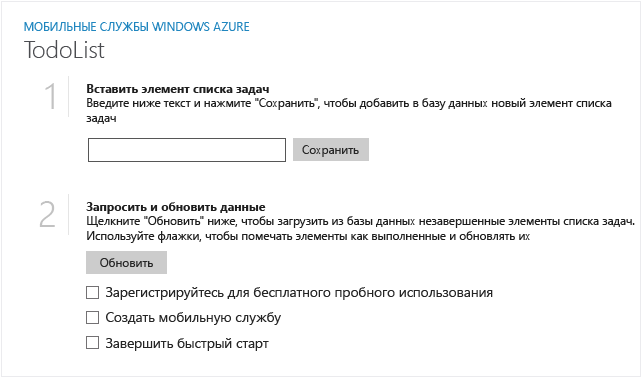 МОБИЛЬНЫЕ СЛУЖБЫ WINDOWS AZURE
TodoList
1
Вставить элемент списка задач
Введите ниже текст и нажмите "Сохранить", чтобы добавить в базу данных новый элемент списка
задач
Сохранить
2
Запросить и обновить данные
Щелкните "Обновить" ниже, чтобы загрузить из базы данных незавершенные элементы списка задач.
Используйте флажки, чтобы помечать элементы как выполненные и обновлять их
Обновить
Зарегистрируйтесь для бесплатного пробного использования
Создать мобильную службу
Завершить быстрый старт